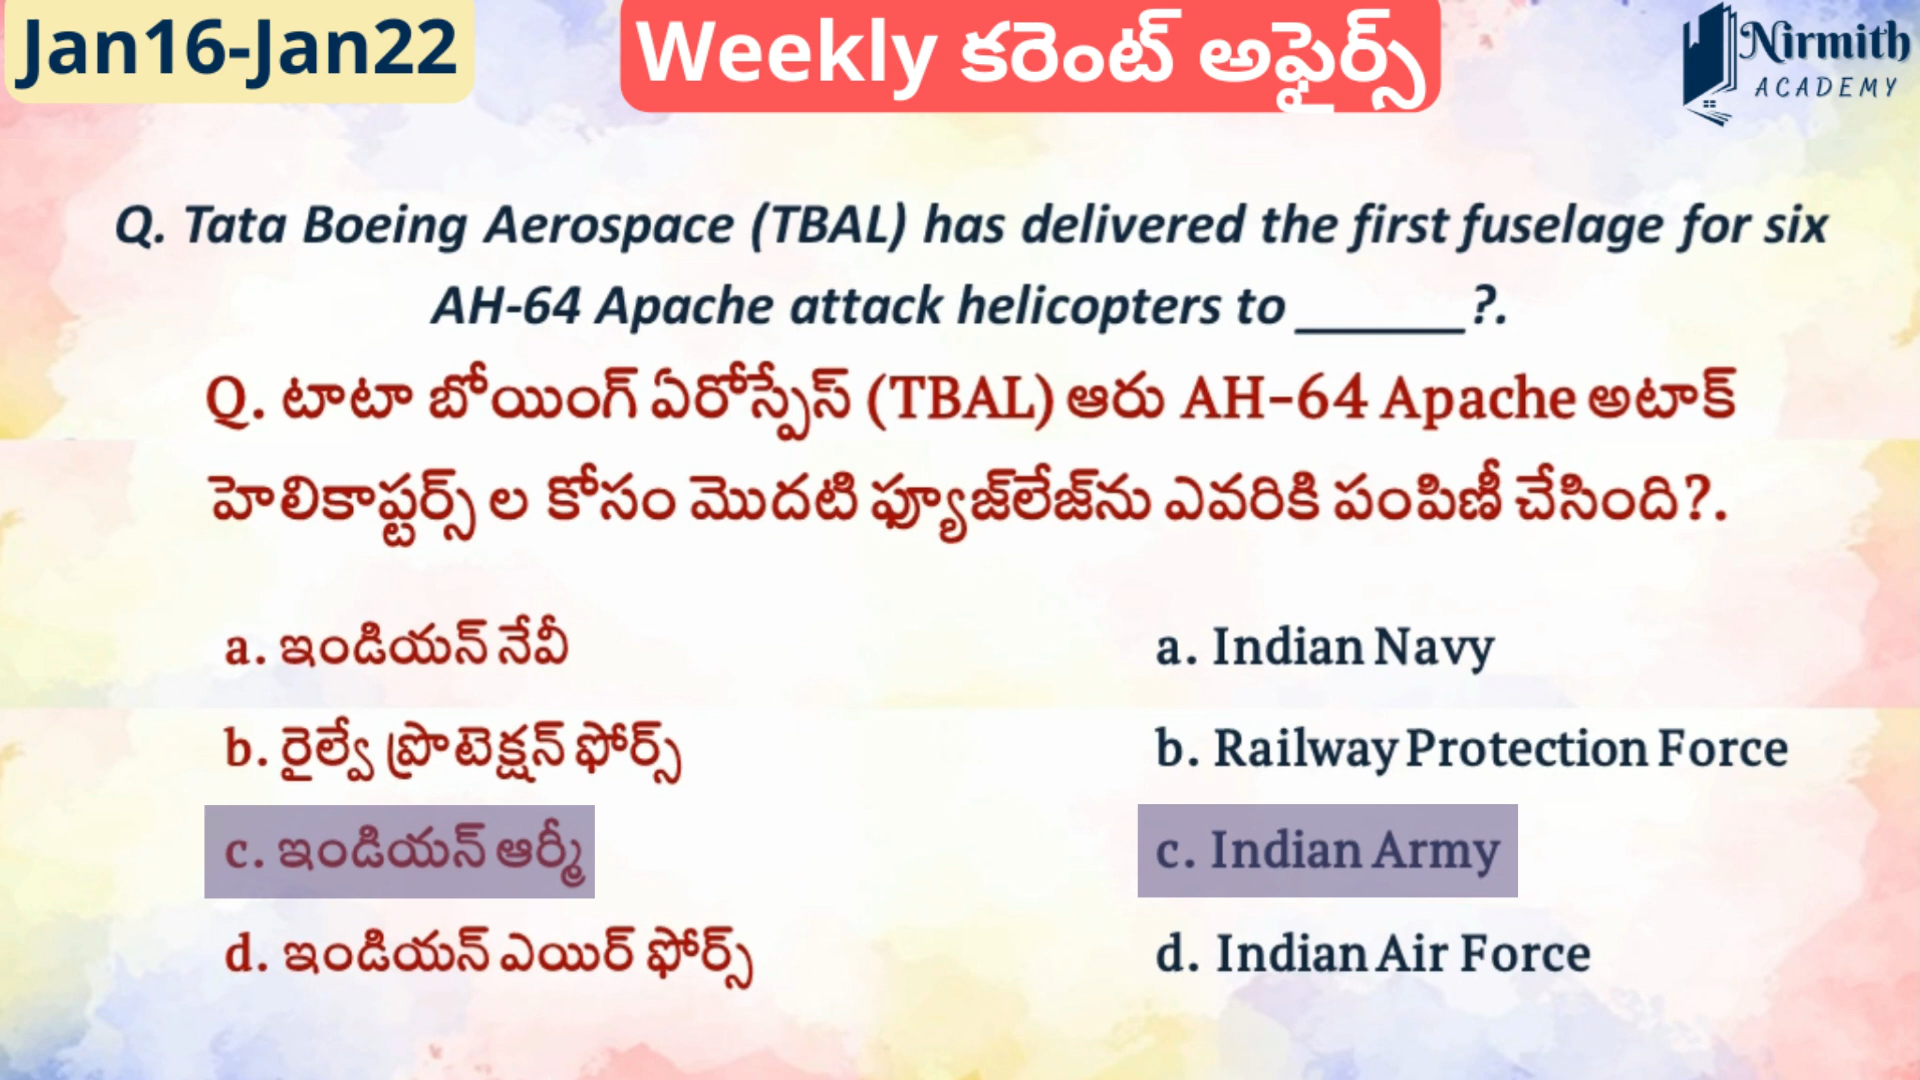 Jan16-Jan22
Weekly కరెంట్ అఫైర్స్
Nirmith
ACADEMY
Q. Tata Boeing Aerospace (TBAL) has delivered the first fuselage for six
AH-64 Apache attack helicopters to ______?.
Q. టాటా బోయింగ్ ఏరోస్పేస్ (TBAL) ఆరు AH-64 Apache అటాక్
హెలికాప్టర్స్ ల కోసం మొదటి ఫ్యూజ్‌లేజ్‌ను ఎవరికి పంపిణీ చేసింది?.
a. ఇండియన్ నేవీ
b. రైల్వే ప్రొటెక్షన్ ఫోర్స్
c. ఇండియన్ ఆర్మీ
d. ఇండియన్ ఎయిర్ ఫోర్స్
a. Indian Navy
b. Railway Protection Force
c. Indian Army
d. Indian Air Force